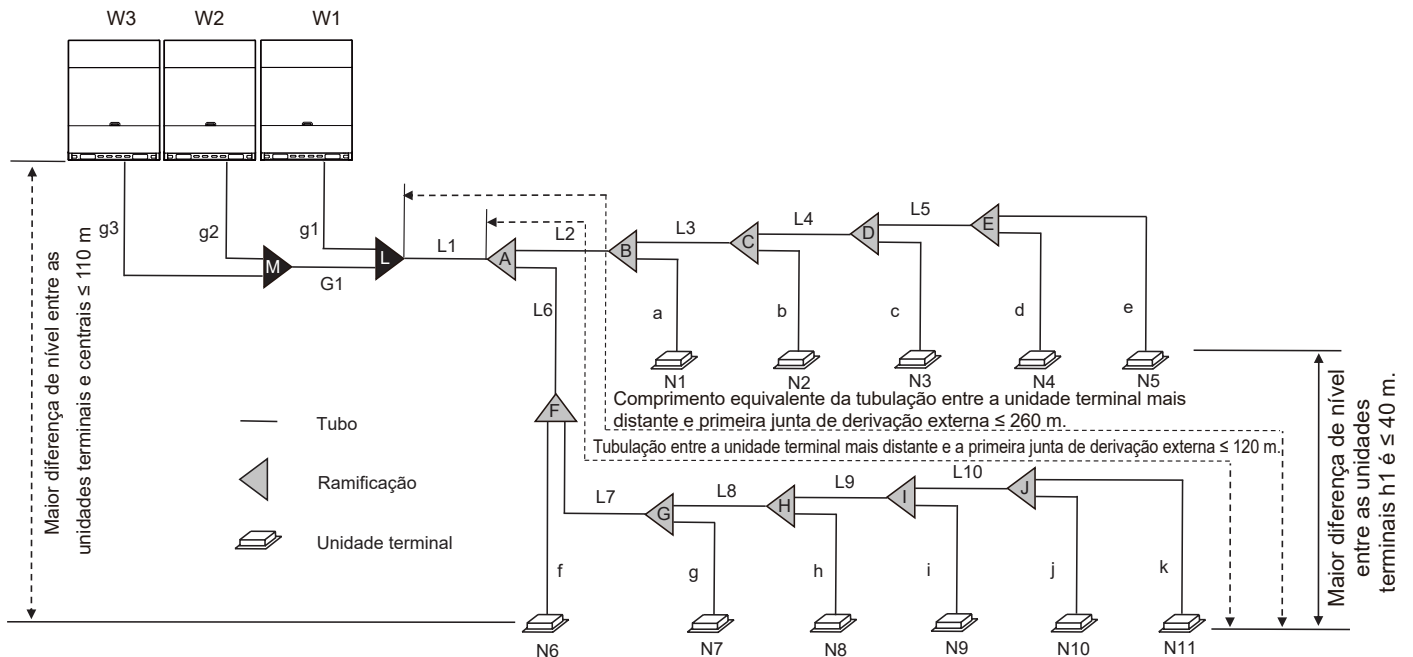 W3
W2
W1
g3
g2
g1
M
L
G1
L1
A
L2
B
L3
C
L4
D
L5
E
L6
a
b
c
d
e
N1
N2
N3
N4
N5
Maior diferença de nível entre as
unidades terminais e centrais ≤ 110 m
Comprimento equivalente da tubulação entre a unidade terminal mais
distante e primeira junta de derivação externa ≤ 260 m.
Tubulação entre a unidade terminal mais distante e a primeira junta de derivação externa ≤ 120 m.
Maior diferença de nível
entre as unidades
terminais h1 é ≤ 40 m.
Tubo
Ramificação
Unidade terminal
F
L7
G
L8
H
L9
I
L10
J
f
g
h
i
j
k
N6
N7
N8
N9
N10
N11